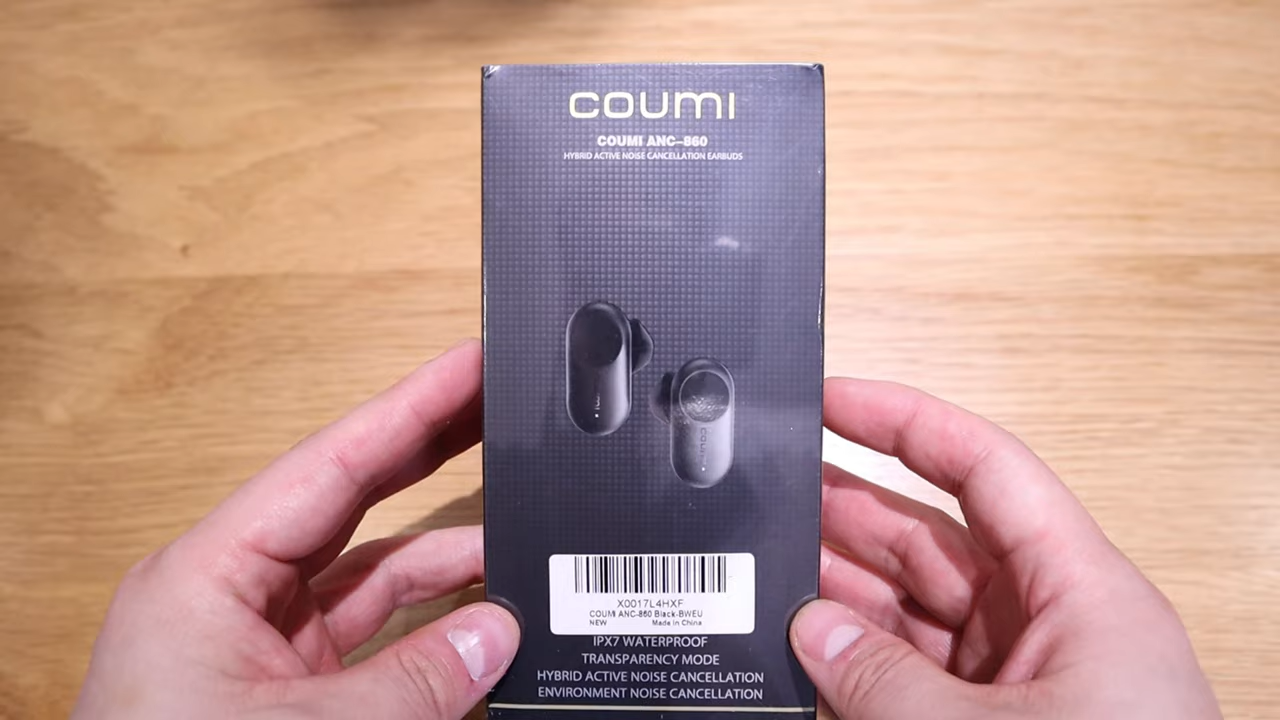 COUMI
COUMI ANC-860
HYBRID ACTIVE NOISE CANCELLATION EARBUDS
COUMI
X0017L4HXF
COUMI ANC-860 Black-BWEU
NEW Made in China
IPX7 WATERPROOF
TRANSPARENCY MODE
HYBRID ACTIVE NOISE CANCELLATION
ENVIRONMENT NOISE CANCELLATION